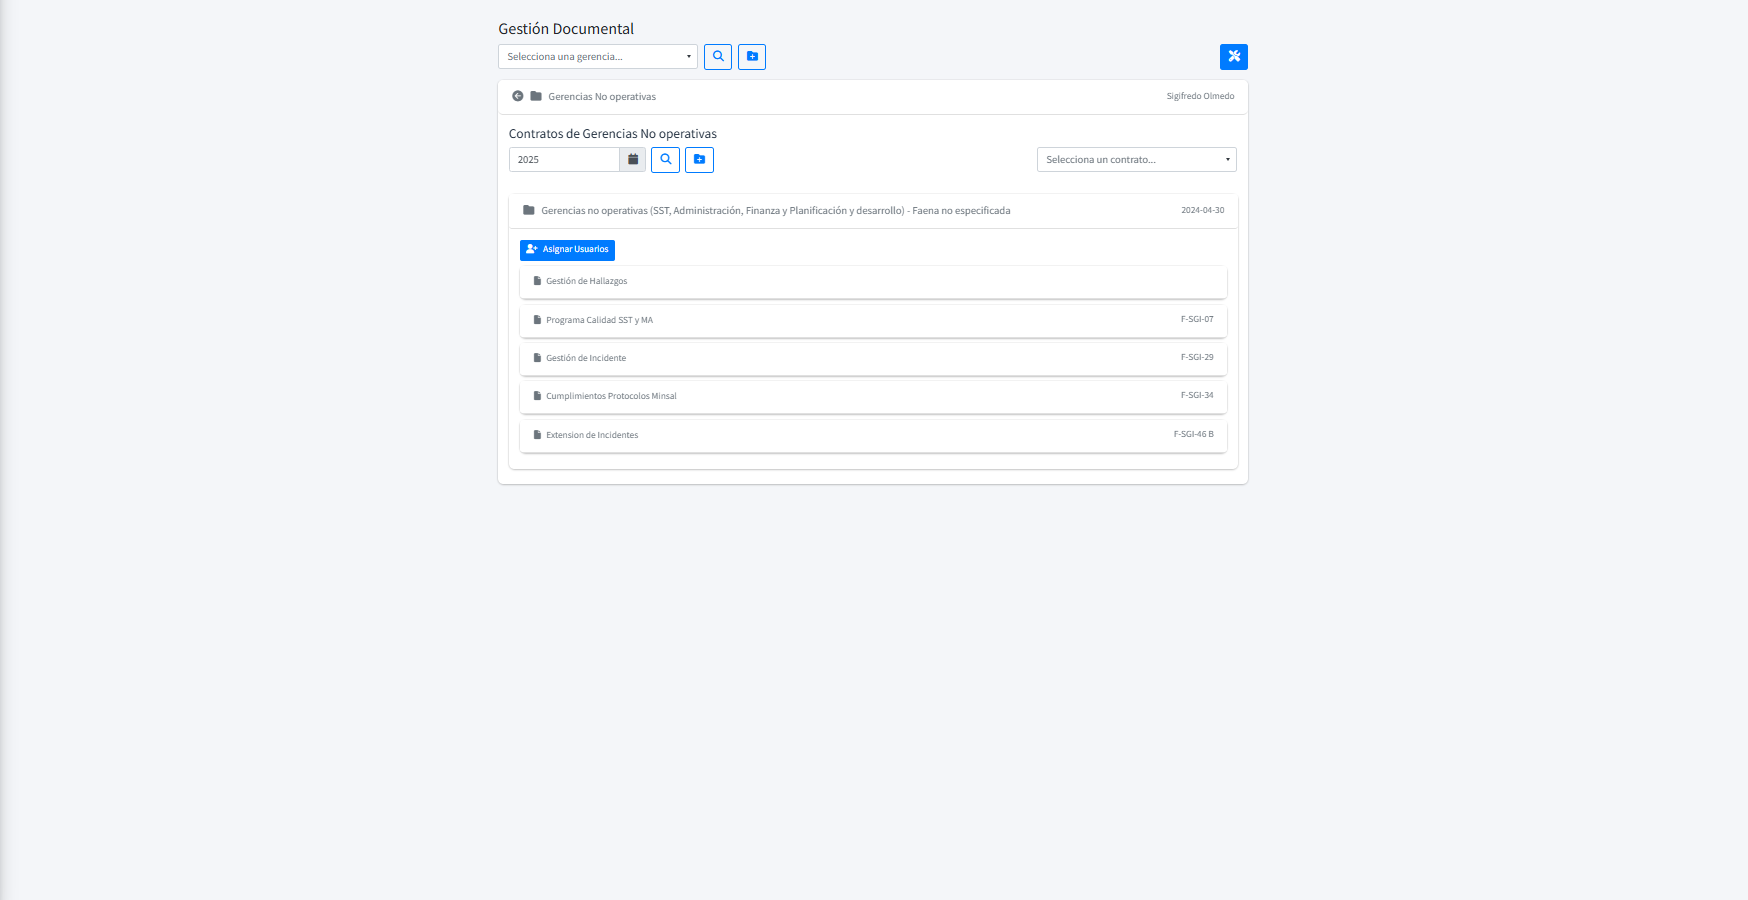 Gestión Documental
Selecciona una gerencia...
Gerencias No operativas
Sigifredo Olmedo
Contratos de Gerencias No operativas
2025
Selecciona un contrato...
Gerencias no operativas (SST, Administración, Finanza y Planificación y desarrollo) - Faena no especificada
2024-04-30
Asignar Usuarios
Gestión de Hallazgos
Programa Calidad SST y MA
F-SGI-07
Gestión de Incidente
F-SGI-29
Cumplimientos Protocolos Minsal
F-SGI-34
Extension de Incidentes
F-SGI-46 B